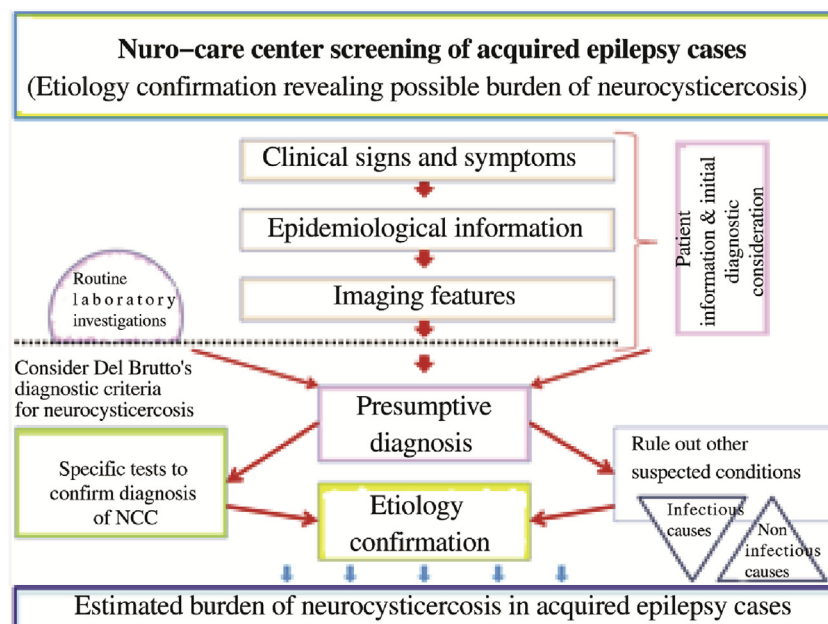 Nuro-care center screening of acquired epilepsy cases
(Etiology confirmation revealing possible burden of neurocysticercosis)
Clinical signs and symptoms
Epidemiological information
Imaging features
Patient
information & initial
diagnostic
consideration
Routine
laboratory
investigations
Consider Del Brutto's
diagnostic criteria
for neurocysticercosis
Presumptive
diagnosis
Specific tests to
confirm diagnosis
of NCC
Rule out other
suspected conditions
Infectious
causes
Non
infectious
causes
Etiology
confirmation
Estimated burden of neurocysticercosis in acquired epilepsy cases